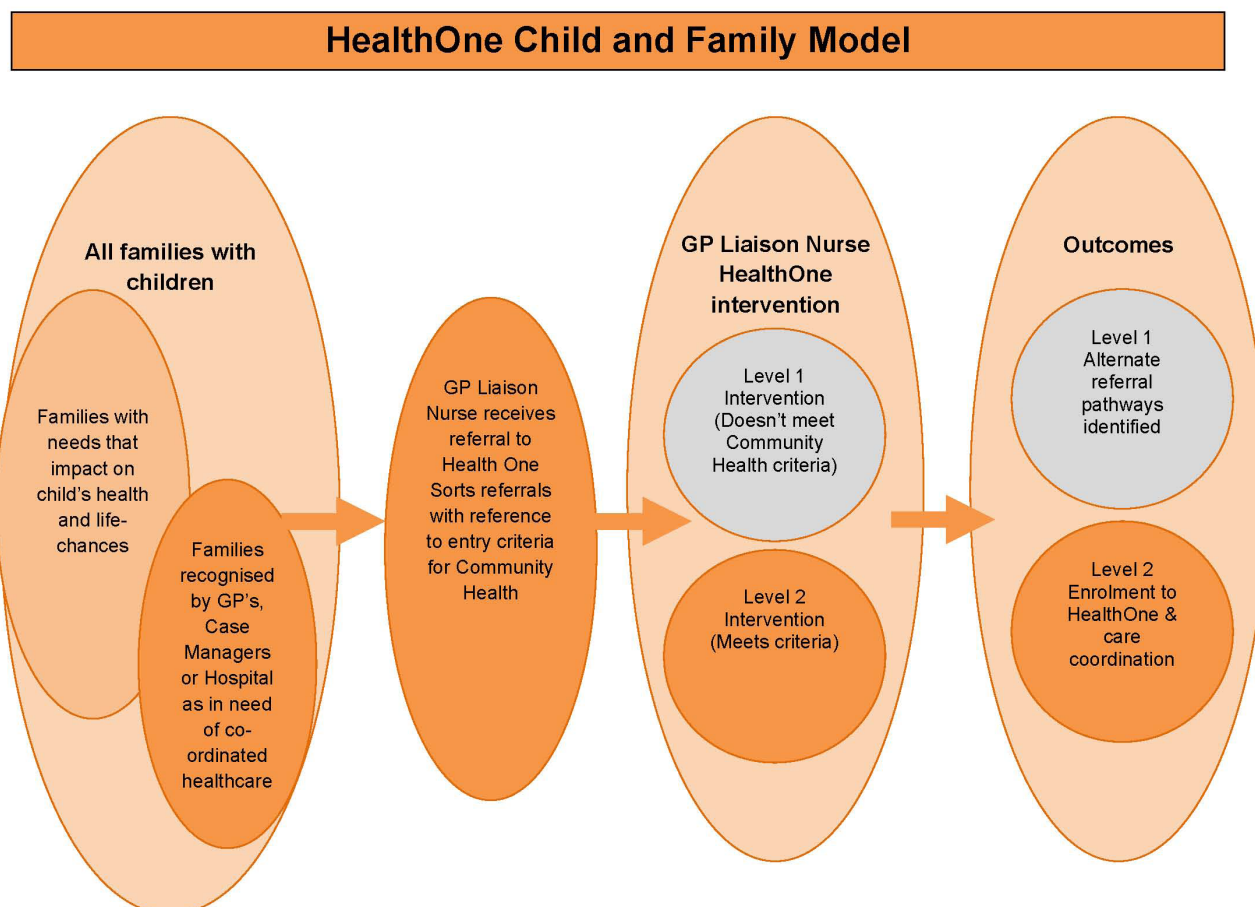 HealthOne Child and Family Model
All families with
children
Families with
needs that
impact on
child's health
and life-
chances
Families
recognised
by GP's,
Case
Managers
or Hospital
as in need
of co-
ordinated
healthcare
GP Liaison
Nurse receives
referral to
Health One
Sorts referrals
with reference
to entry criteria
for Community
Health
GP Liaison Nurse
HealthOne
intervention
Level 1
Intervention
(Doesn't meet
Community
Health criteria)
Level 2
Intervention
(Meets criteria)
Outcomes
Level 1
Alternate
referral
pathways
identified
Level 2
Enrolment to
HealthOne &
care
coordination